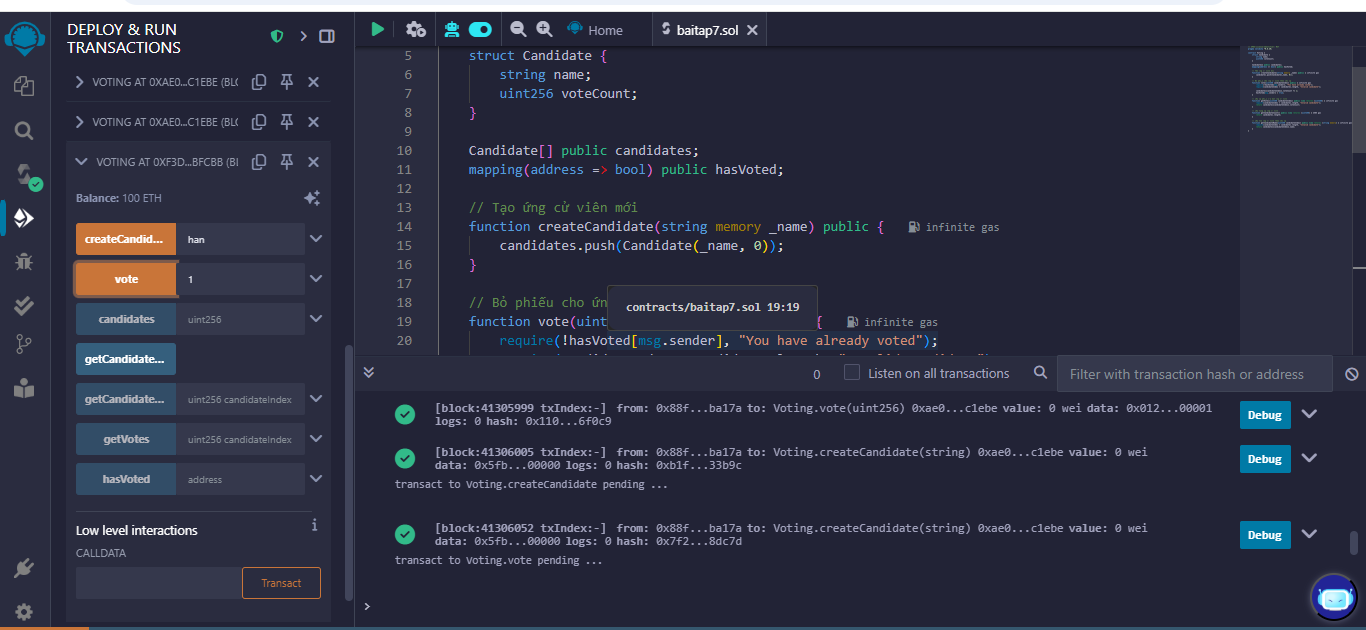 DEPLOY & RUN
TRANSACTIONS
VOTING AT 0XAE0...C1EBE (BLO
VOTING AT 0XAE0...C1EBE (BLO
VOTING AT 0XF3D...BFCBB (BI
Balance: 100 ETH
createCandid... han
vote 1
candidates uint256
getCandidate...
getCandidate... uint256 candidateIndex
getVotes uint256 candidateIndex
hasVoted address
Low level interactions i
CALLDATA
Transact
Home
baitap7.sol
5 struct Candidate {
6 string name;
7 uint256 voteCount;
8 }
9
10 Candidate[] public candidates;
11 mapping(address => bool) public hasVoted;
12
13 // Tạo ứng cử viên mới
14 function createCandidate(string memory _name) public { infinite gas
15 candidates.push(Candidate(_name, 0));
16 }
17
18 // Bỏ phiếu cho ứn
contracts/baitap7.sol 19:19
19 function vote(uint { infinite gas
20 require(!hasVoted[msg.sender], "You have already voted");
0 Listen on all transactions Filter with transaction hash or address
[block:41305999 txIndex:-] from: 0x88f...ba17a to: Voting.vote(uint256) 0xae0...c1ebe value: 0 wei data: 0x012...00001
logs: 0 hash: 0x110...6f0c9
Debug
[block:41306005 txIndex:-] from: 0x88f...ba17a to: Voting.createCandidate(string) 0xae0...c1ebe value: 0 wei
data: 0x5fb...00000 logs: 0 hash: 0xb1f...33b9c
Debug
transact to Voting.createCandidate pending ...
[block:41306052 txIndex:-] from: 0x88f...ba17a to: Voting.createCandidate(string) 0xae0...c1ebe value: 0 wei
data: 0x5fb...00000 logs: 0 hash: 0x7f2...8dc7d
Debug
transact to Voting.vote pending ...
>